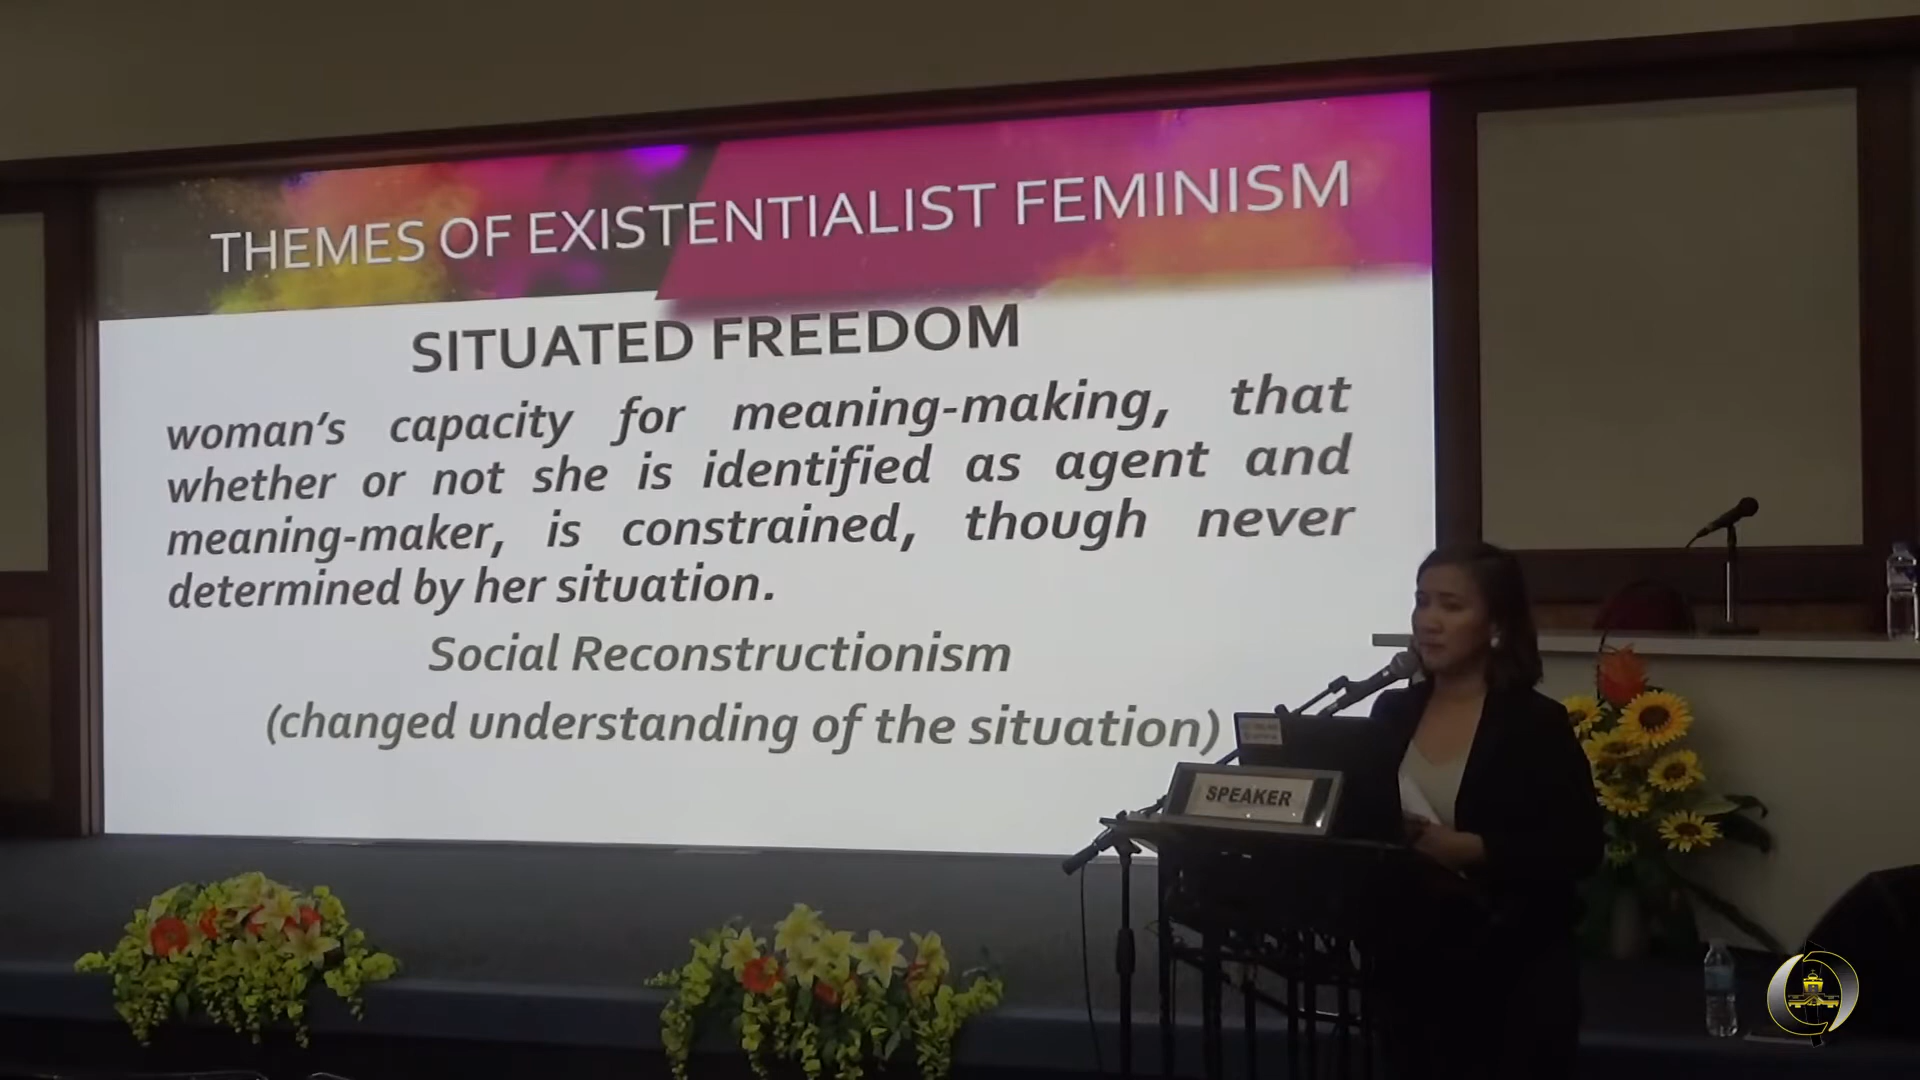 THEMES OF EXISTENTIALIST FEMINISM
SITUATED FREEDOM
woman's capacity for meaning-making, that
whether or not she is identified as agent and
meaning-maker, is constrained, though never
determined by her situation.
Social Reconstructionism
(changed understanding of the situation)
SPEAKER